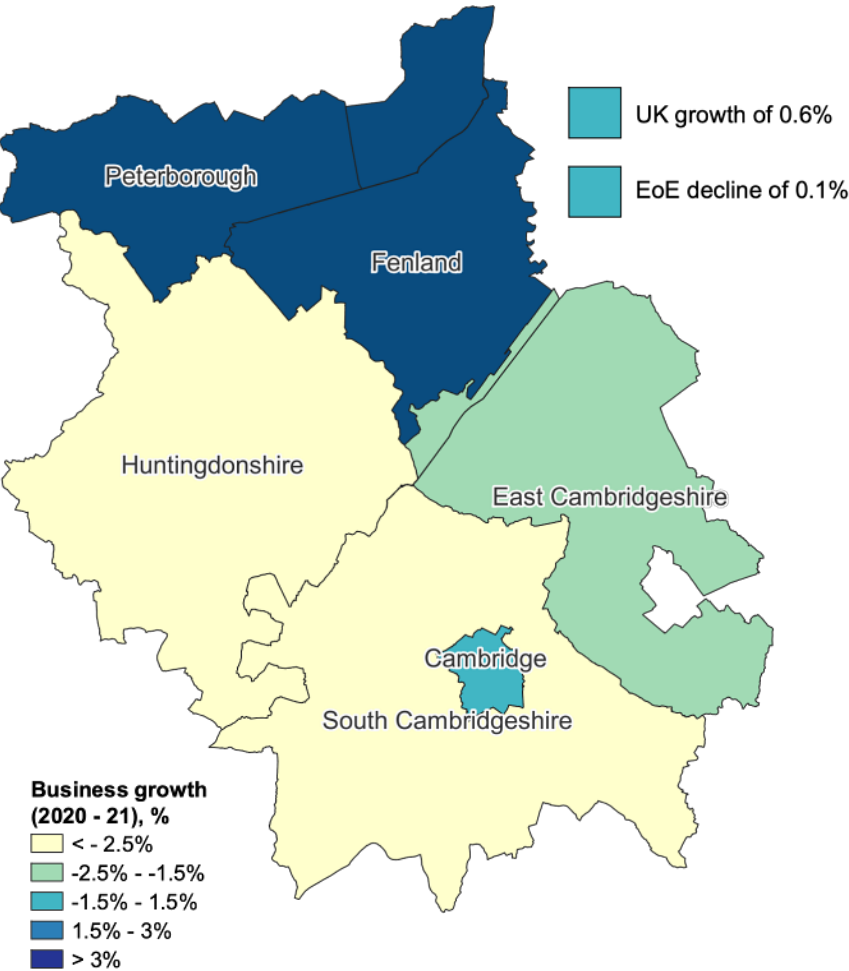 UK growth of 0.6%
Peterborough
EoE decline of 0.1%
Fenland
Huntingdonshire
East Cambridgeshire
Cambridge
South Cambridgeshire
Business growth
(2020 - 21), %
< - 2.5%
-2.5% - -1.5%
-1.5% - 1.5%
1.5% - 3%
> 3%